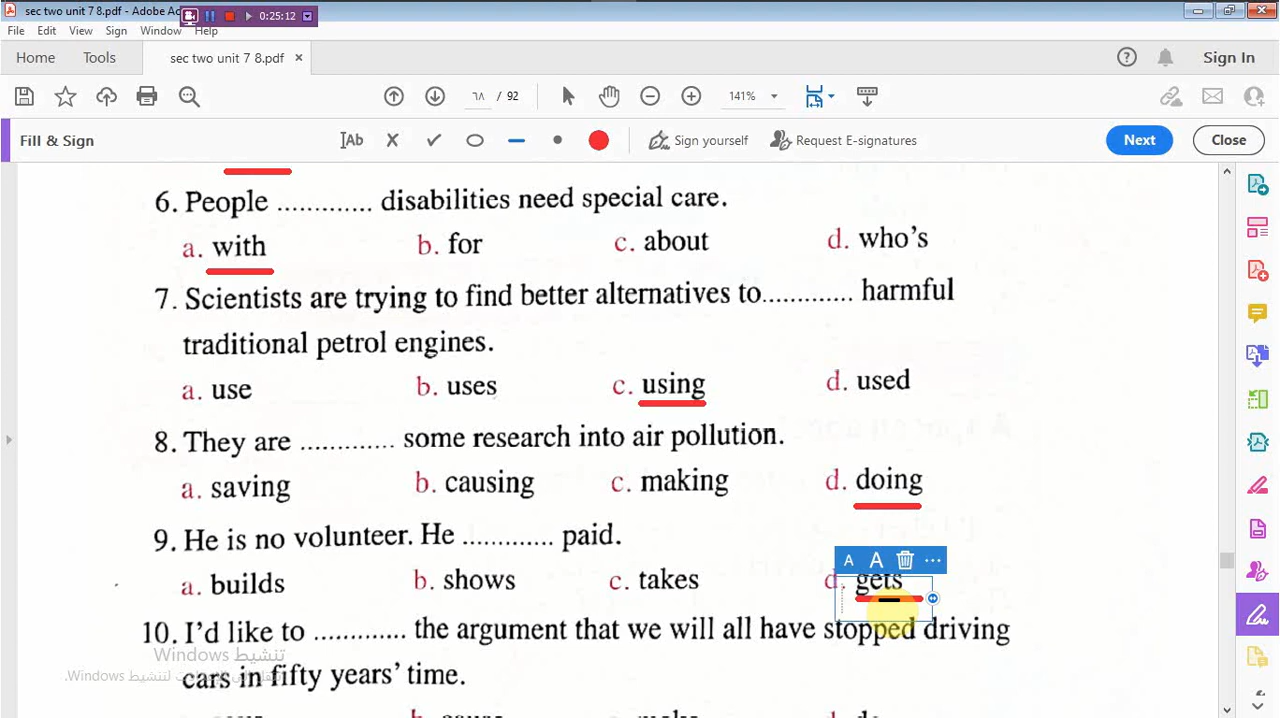 sec two unit 7 8.pdf - Adobe Ac
0:25:12
File Edit View Sign Window Help
Home Tools sec two unit 7 8.pdf × Sign In
٦٨ / 92 141%
Fill & Sign Ab Sign yourself Request E-signatures Next Close
6. People ............. disabilities need special care.
a. with b. for c. about d. who's
7. Scientists are trying to find better alternatives to............. harmful
traditional petrol engines.
a. use b. uses c. using d. used
8. They are ............. some research into air pollution.
a. saving b. causing c. making d. doing
9. He is no volunteer. He ............. paid.
A A ...
a. builds b. shows c. takes d. gets
10. I'd like to ............. the argument that we will all have stopped driving
تنشيط Windows
cars in fifty years' time.
لتنشيط Windows.